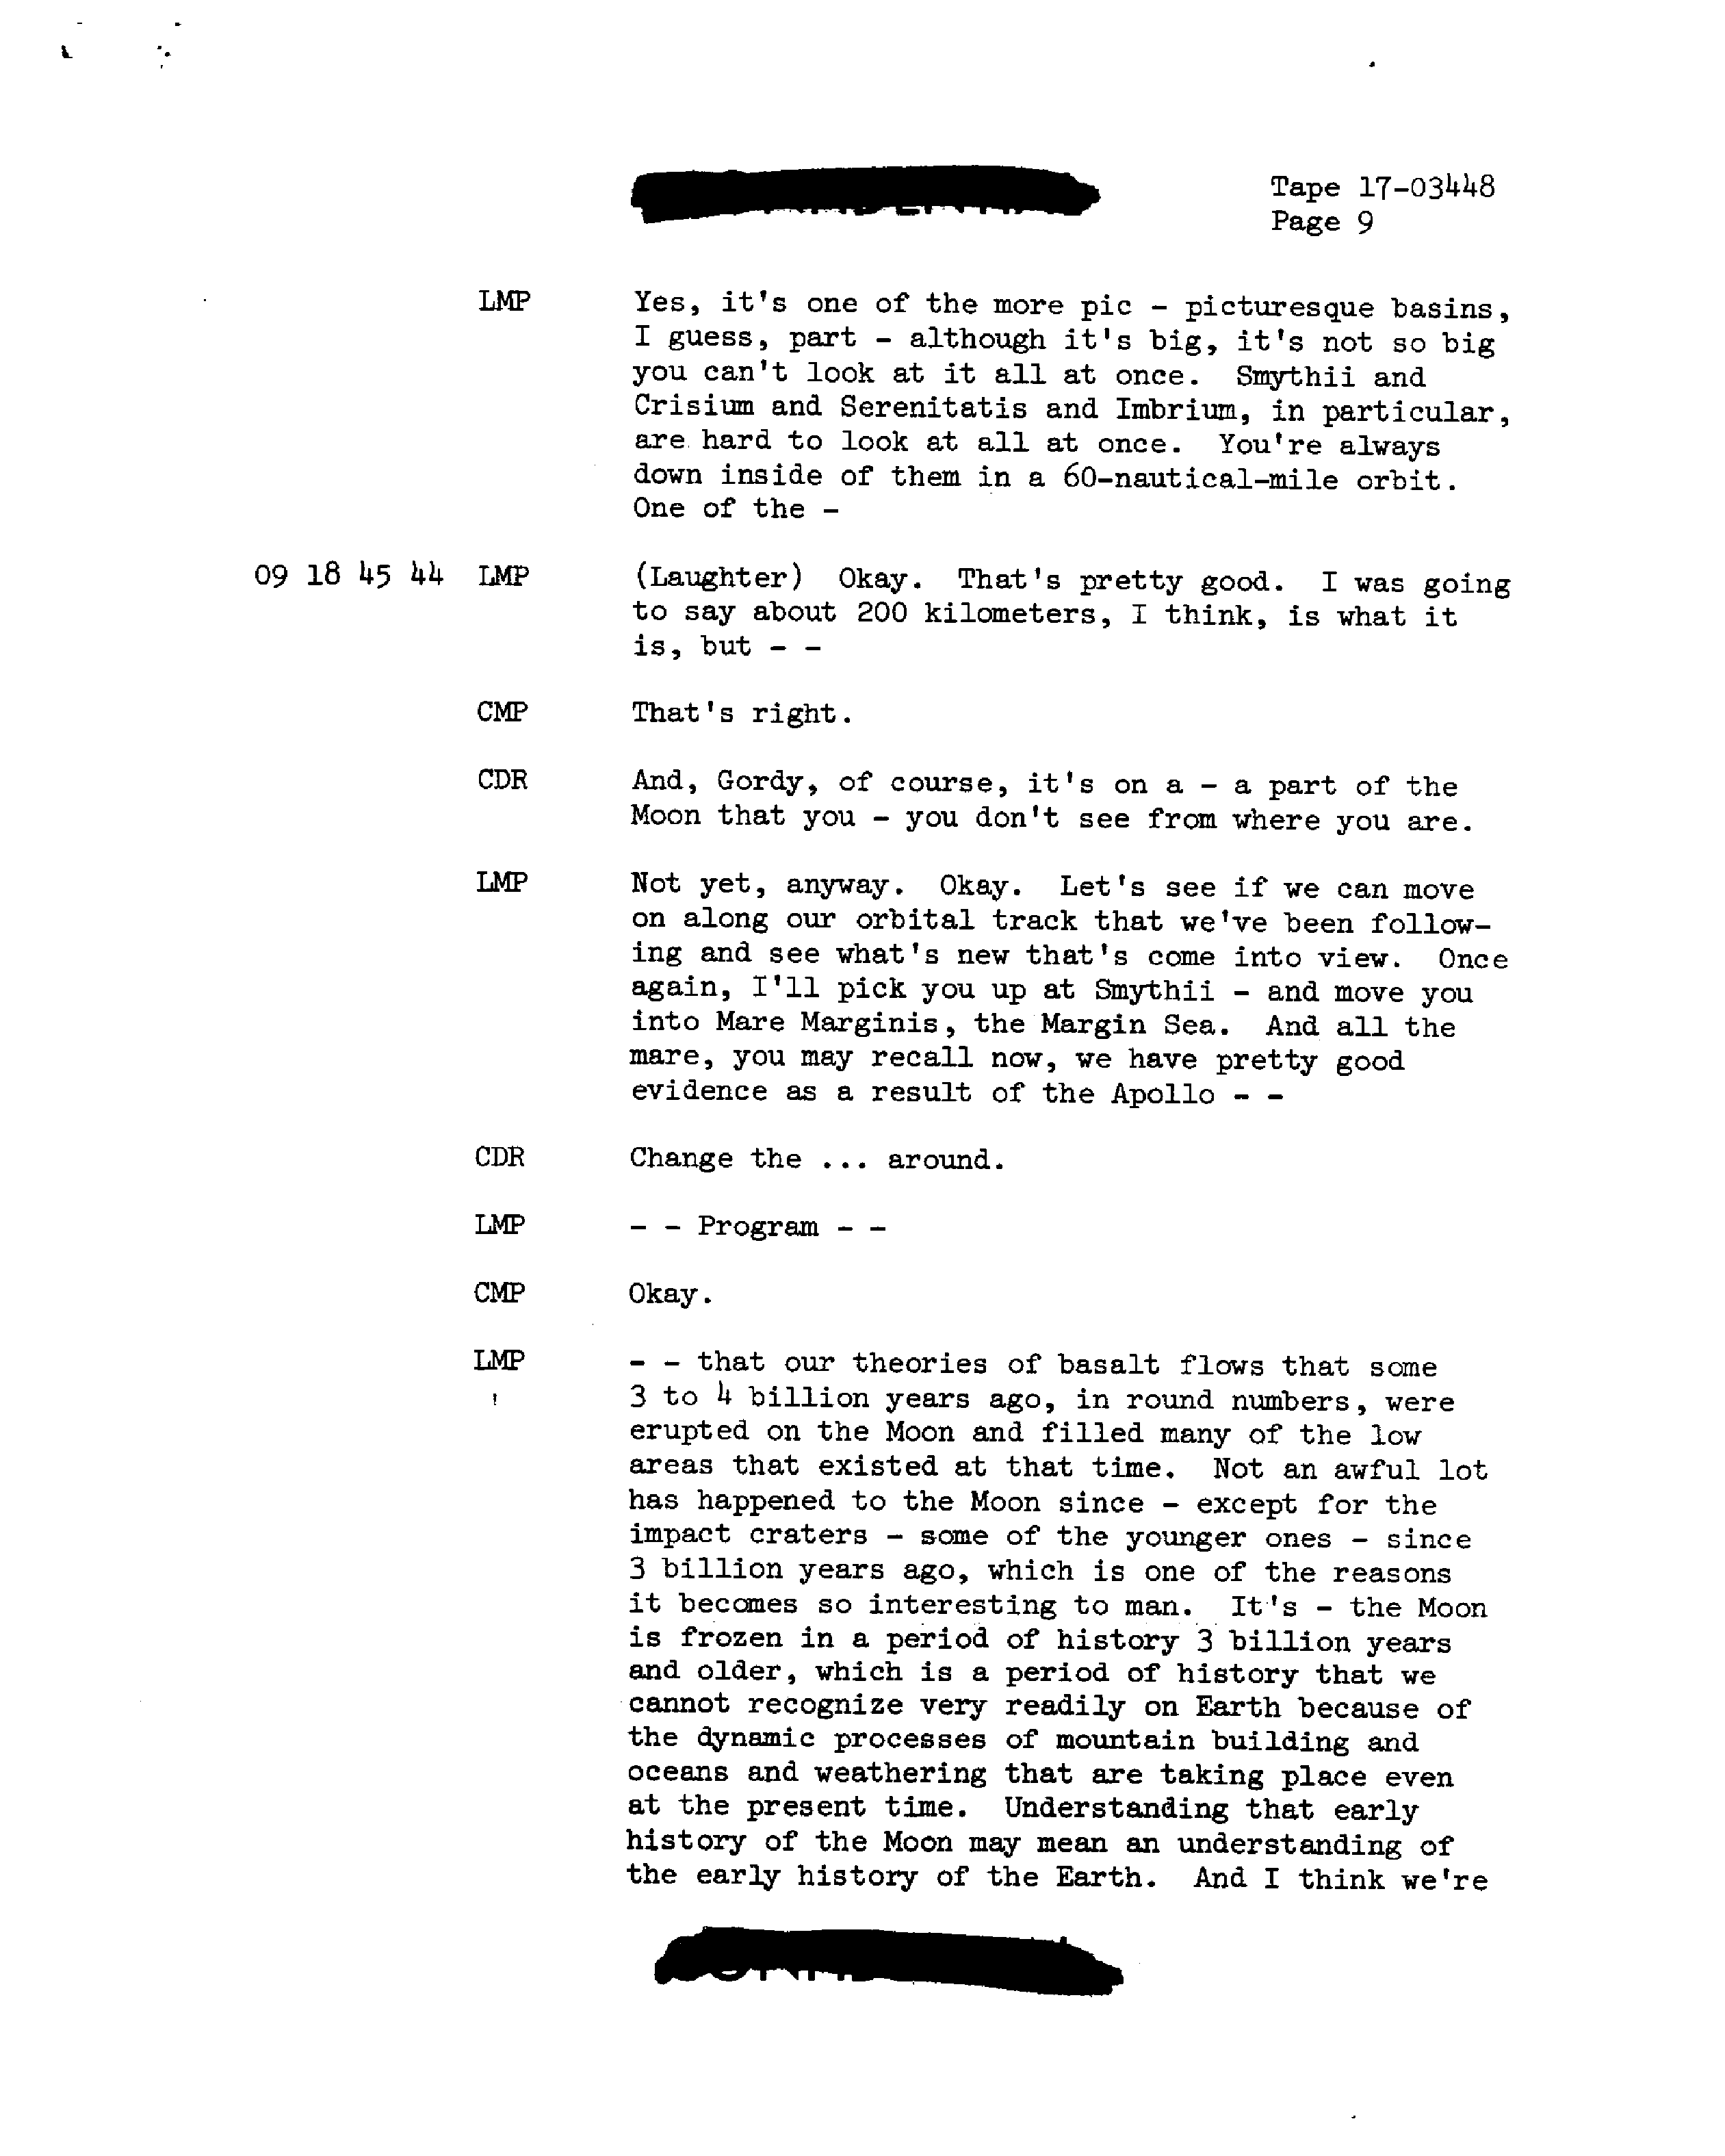 Tape 17-03448
Page 9
LMP Yes, it's one of the more pic - picturesque basins,
I guess, part - although it's big, it's not so big
you can't look at it all at once. Smythii and
Crisium and Serenitatis and Imbrium, in particular,
are hard to look at all at once. You're always
down inside of them in a 60-nautical-mile orbit.
One of the -
09 18 45 44 LMP (Laughter) Okay. That's pretty good. I was going
to say about 200 kilometers, I think, is what it
is, but - -
CMP That's right.
CDR And, Gordy, of course, it's on a - a part of the
Moon that you - you don't see from where you are.
LMP Not yet, anyway. Okay. Let's see if we can move
on along our orbital track that we've been follow-
ing and see what's new that's come into view. Once
again, I'll pick you up at Smythii - and move you
into Mare Marginis, the Margin Sea. And all the
mare, you may recall now, we have pretty good
evidence as a result of the Apollo - -
CDR Change the ... around.
LMP - - Program - -
CMP Okay.
LMP - - that our theories of basalt flows that some
3 to 4 billion years ago, in round numbers, were
erupted on the Moon and filled many of the low
areas that existed at that time. Not an awful lot
has happened to the Moon since - except for the
impact craters - some of the younger ones - since
3 billion years ago, which is one of the reasons
it becomes so interesting to man. It's - the Moon
is frozen in a period of history 3 billion years
and older, which is a period of history that we
cannot recognize very readily on Earth because of
the dynamic processes of mountain building and
oceans and weathering that are taking place even
at the present time. Understanding that early
history of the Moon may mean an understanding of
the early history of the Earth. And I think we're